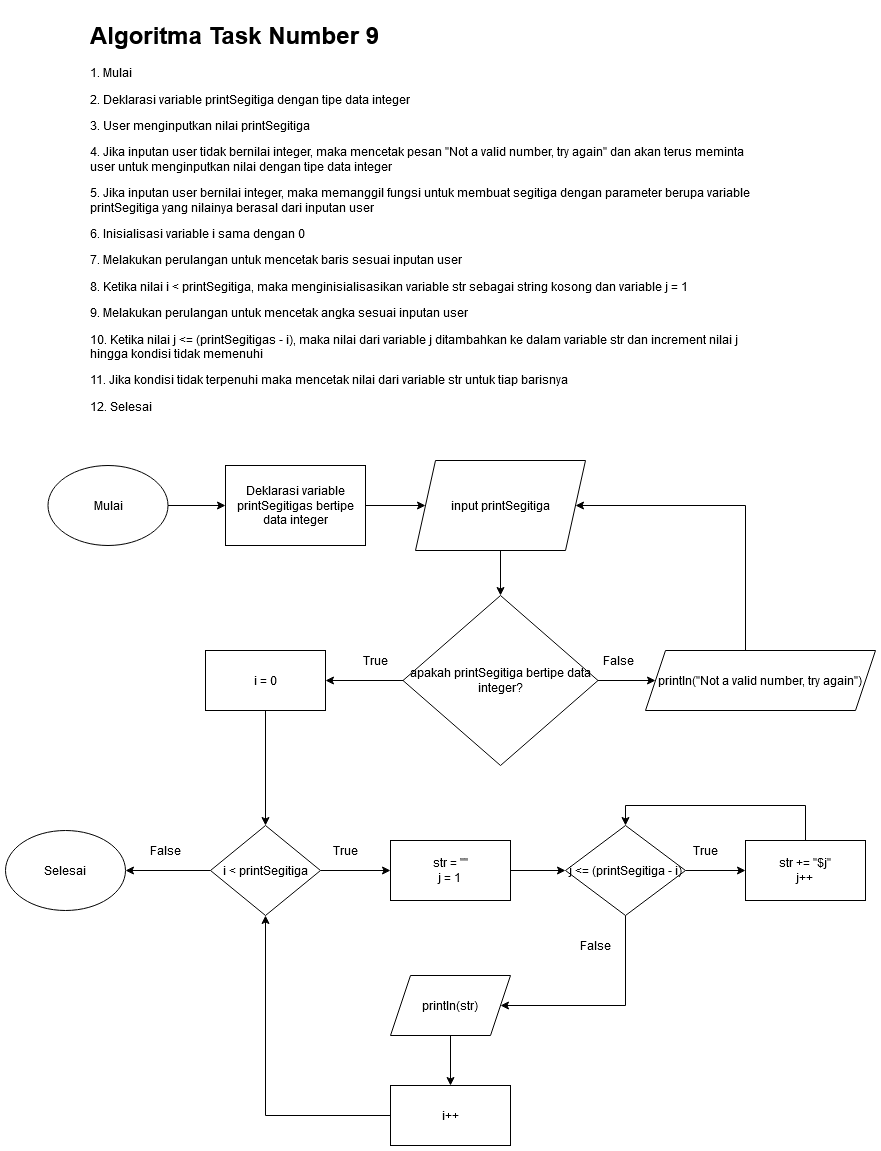 Algoritma Task Number 9
1. Mulai
2. Deklarasi variable printSegitiga dengan tipe data integer
3. User menginputkan nilai printSegitiga
4. Jika inputan user tidak bernilai integer, maka mencetak pesan "Not a valid number, try again" dan akan terus meminta
user untuk menginputkan nilai dengan tipe data integer
5. Jika inputan user bernilai integer, maka memanggil fungsi untuk membuat segitiga dengan parameter berupa variable
printSegitiga yang nilainya berasal dari inputan user
6. Inisialisasi variable i sama dengan 0
7. Melakukan perulangan untuk mencetak baris sesuai inputan user
8. Ketika nilai i < printSegitiga, maka menginisialisasikan variable str sebagai string kosong dan variable j = 1
9. Melakukan perulangan untuk mencetak angka sesuai inputan user
10. Ketika nilai j <= (printSegitigas - i), maka nilai dari variable j ditambahkan ke dalam variable str dan increment nilai j
hingga kondisi tidak memenuhi
11. Jika kondisi tidak terpenuhi maka mencetak nilai dari variable str untuk tiap barisnya
12. Selesai
Mulai
Deklarasi variable
printSegitigas bertipe
data integer
input printSegitiga
apakah printSegitiga bertipe data
integer?
True
False
i = 0
println("Not a valid number, try again")
Selesai
False
i < printSegitiga
True
str = ""
j = 1
j <= (printSegitiga - i)
True
str += "$j"
j++
False
println(str)
i++